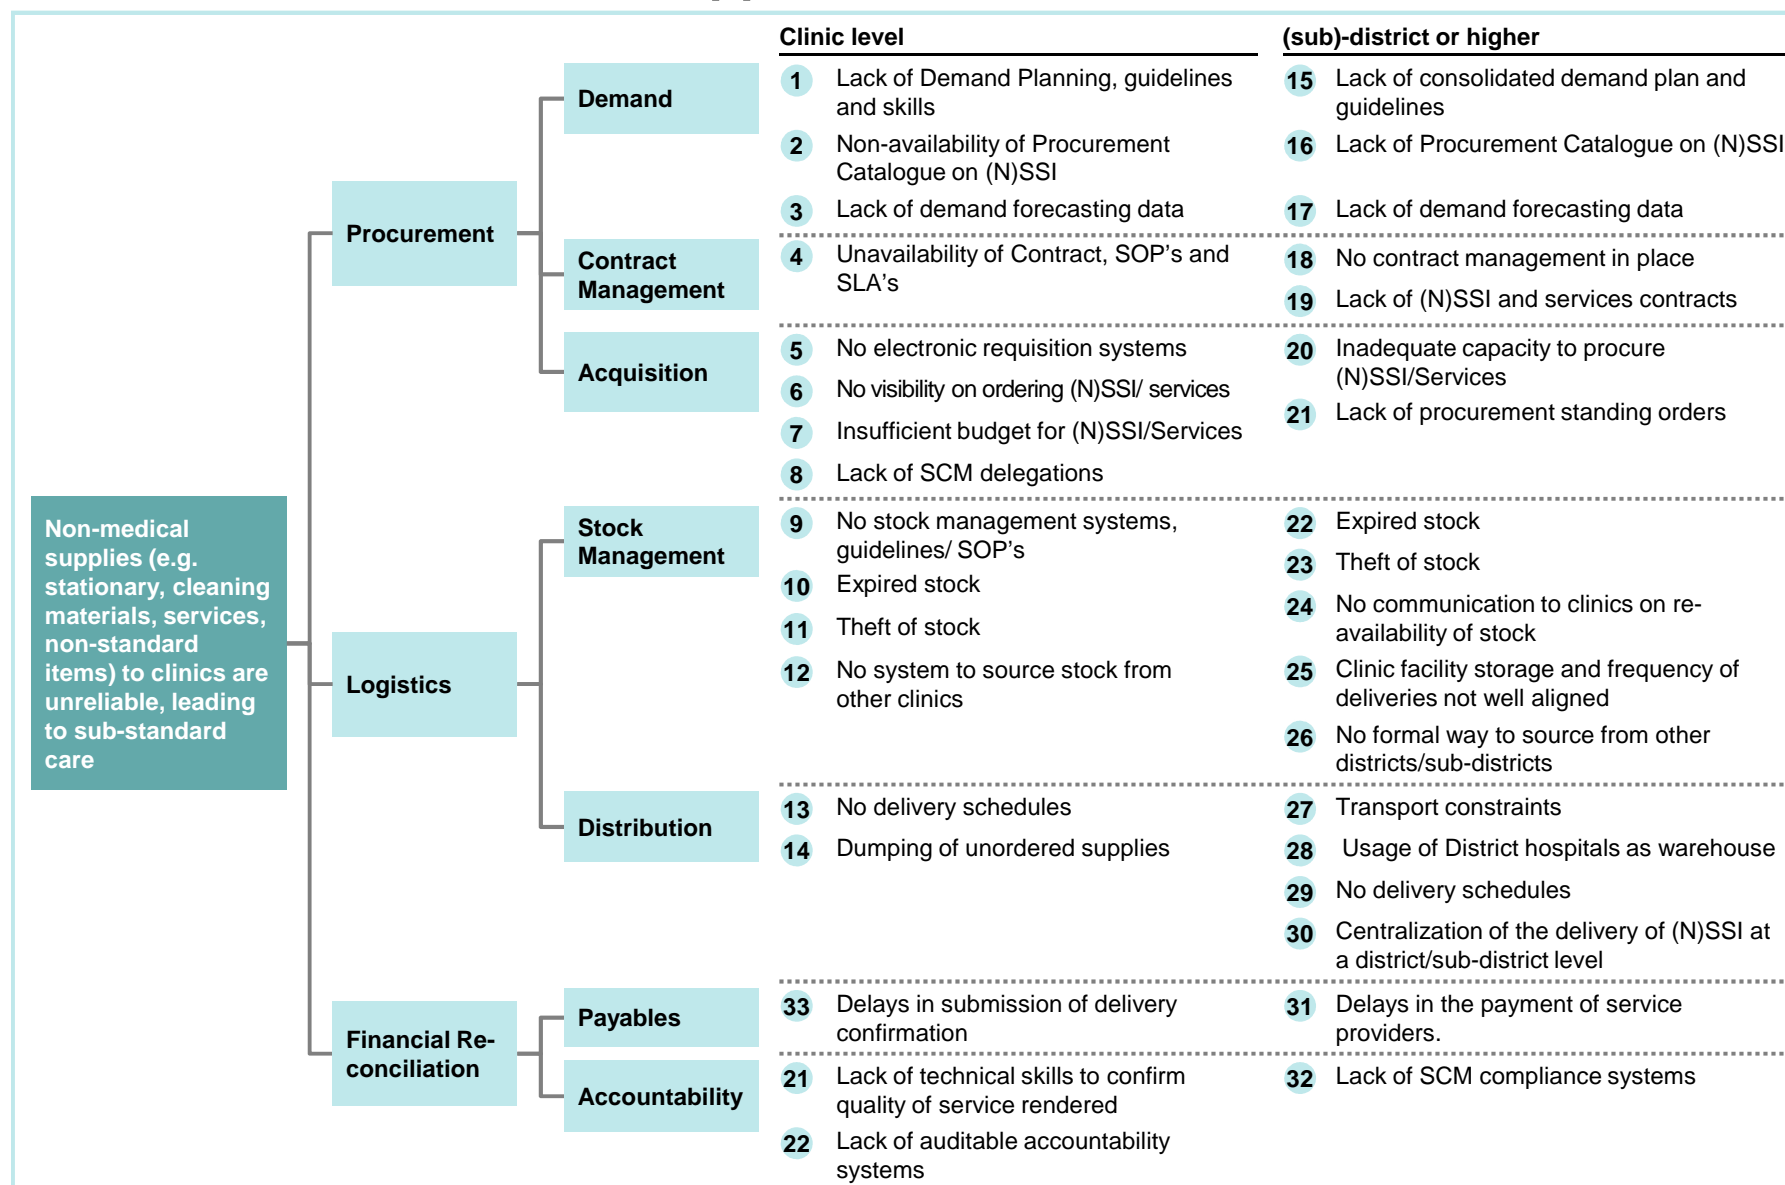 Clinic level
(sub)-district or higher
Non-medical
supplies (e.g.
stationary, cleaning
materials, services,
non-standard
items) to clinics are
unreliable, leading
to sub-standard
care
Procurement
Demand
1 Lack of Demand Planning, guidelines
and skills
2 Non-availability of Procurement
Catalogue on (N)SSI
3 Lack of demand forecasting data
15 Lack of consolidated demand plan and
guidelines
16 Lack of Procurement Catalogue on (N)SSI
17 Lack of demand forecasting data
Contract
Management
4 Unavailability of Contract, SOP's and
SLA's
18 No contract management in place
19 Lack of (N)SSI and services contracts
Acquisition
5 No electronic requisition systems
6 No visibility on ordering (N)SSI/ services
7 Insufficient budget for (N)SSI/Services
8 Lack of SCM delegations
20 Inadequate capacity to procure
(N)SSI/Services
21 Lack of procurement standing orders
Logistics
Stock
Management
9 No stock management systems,
guidelines/ SOP's
10 Expired stock
11 Theft of stock
12 No system to source stock from
other clinics
22 Expired stock
23 Theft of stock
24 No communication to clinics on re-
availability of stock
25 Clinic facility storage and frequency of
deliveries not well aligned
26 No formal way to source from other
districts/sub-districts
Distribution
13 No delivery schedules
14 Dumping of unordered supplies
27 Transport constraints
28 Usage of District hospitals as warehouse
29 No delivery schedules
30 Centralization of the delivery of (N)SSI at
a district/sub-district level
Financial Re-
conciliation
Payables
33 Delays in submission of delivery
confirmation
31 Delays in the payment of service
providers.
Accountability
21 Lack of technical skills to confirm
quality of service rendered
22 Lack of auditable accountability
systems
32 Lack of SCM compliance systems